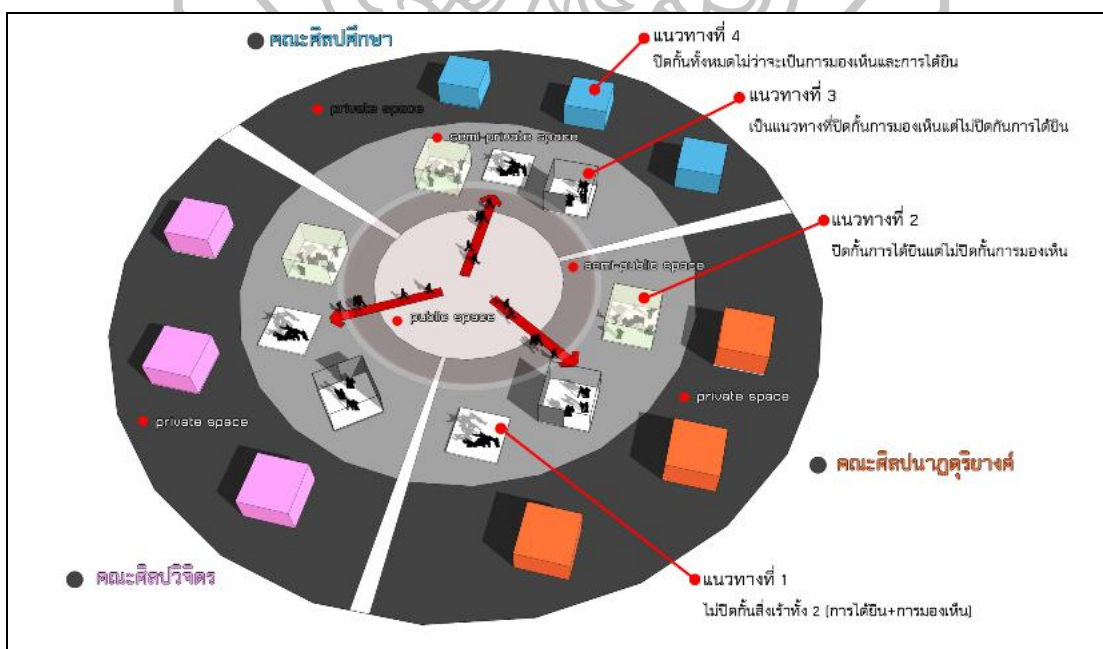 คณะศิลปศึกษา
แนวทางที่ 4
ปิดกั้นทั้งหมดไม่ว่าจะเป็นการมองเห็นและการได้ยิน
private space
แนวทางที่ 3
เป็นแนวทางที่ปิดกั้นการมองเห็นแต่ไม่ปิดกันการได้ยิน
semi-private space
แนวทางที่ 2
ปิดกั้นการได้ยินแต่ไม่ปิดกั้นการมองเห็น
semi-public space
public space
private space
private space
คณะศิลปนาฏดุริยางค์
คณะศิลปวิจิตร
แนวทางที่ 1
ไม่ปิดกั้นสิ่งเร้าทั้ง 2 (การได้ยิน+การมองเห็น)